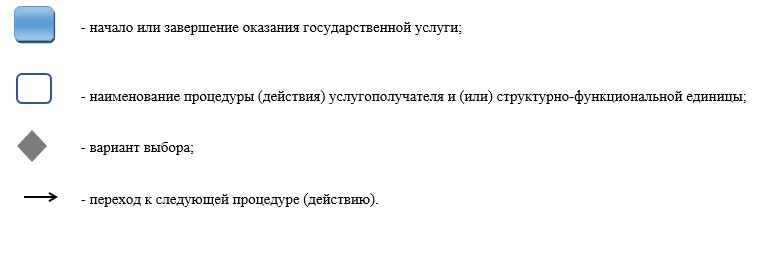 - начало или завершение оказания государственной услуги;
- наименование процедуры (действия) услугополучателя и (или) структурно-функциональной единицы;
- вариант выбора;
- переход к следующей процедуре (действию).